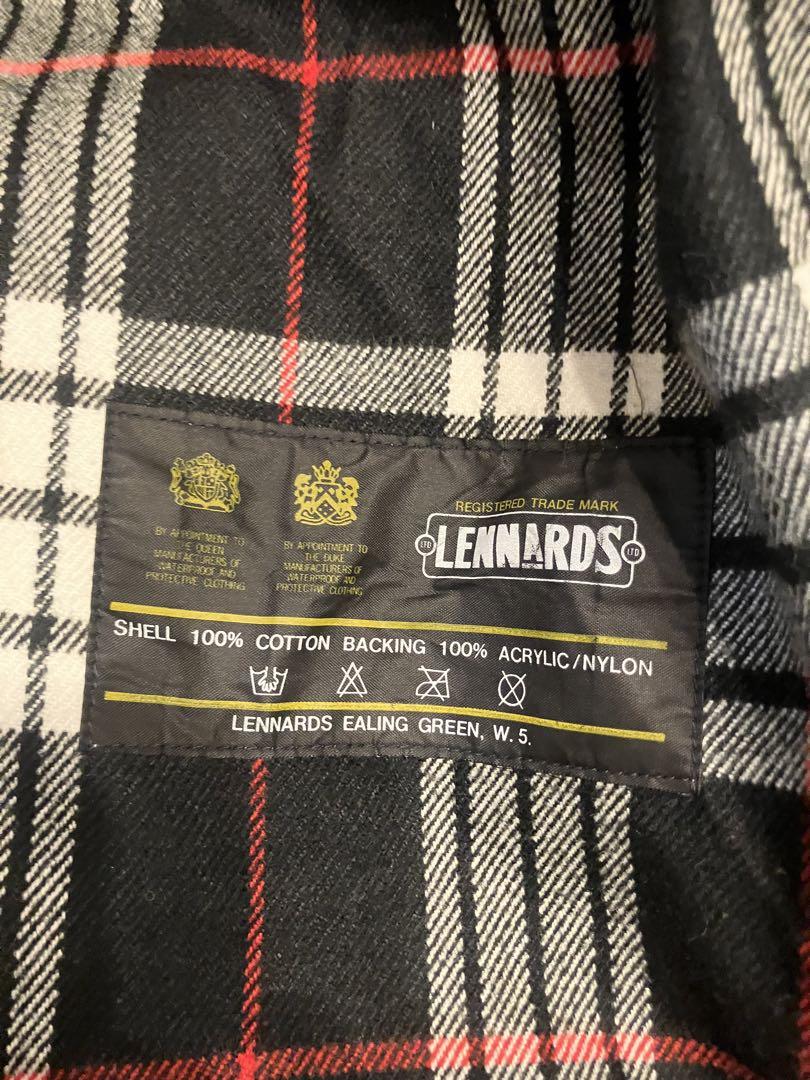 BY APPOINTMENT TO
THE QUEEN
MANUFACTURERS OF
WATERPROOF AND
PROTECTIVE CLOTHING
BY APPOINTMENT TO
THE DUKE
MANUFACTURERS OF
WATERPROOF AND
PROTECTIVE CLOTHING
REGISTERED TRADE MARK
LTD LENNARDS LTD
SHELL 100% COTTON BACKING 100% ACRYLIC/NYLON
LENNARDS EALING GREEN, W.5.